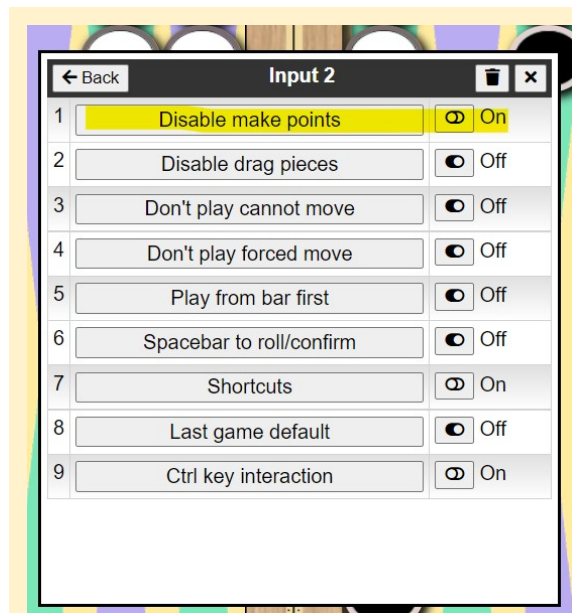 Back Input 2
1 Disable make points On
2 Disable drag pieces Off
3 Don't play cannot move Off
4 Don't play forced move Off
5 Play from bar first Off
6 Spacebar to roll/confirm Off
7 Shortcuts On
8 Last game default Off
9 Ctrl key interaction On